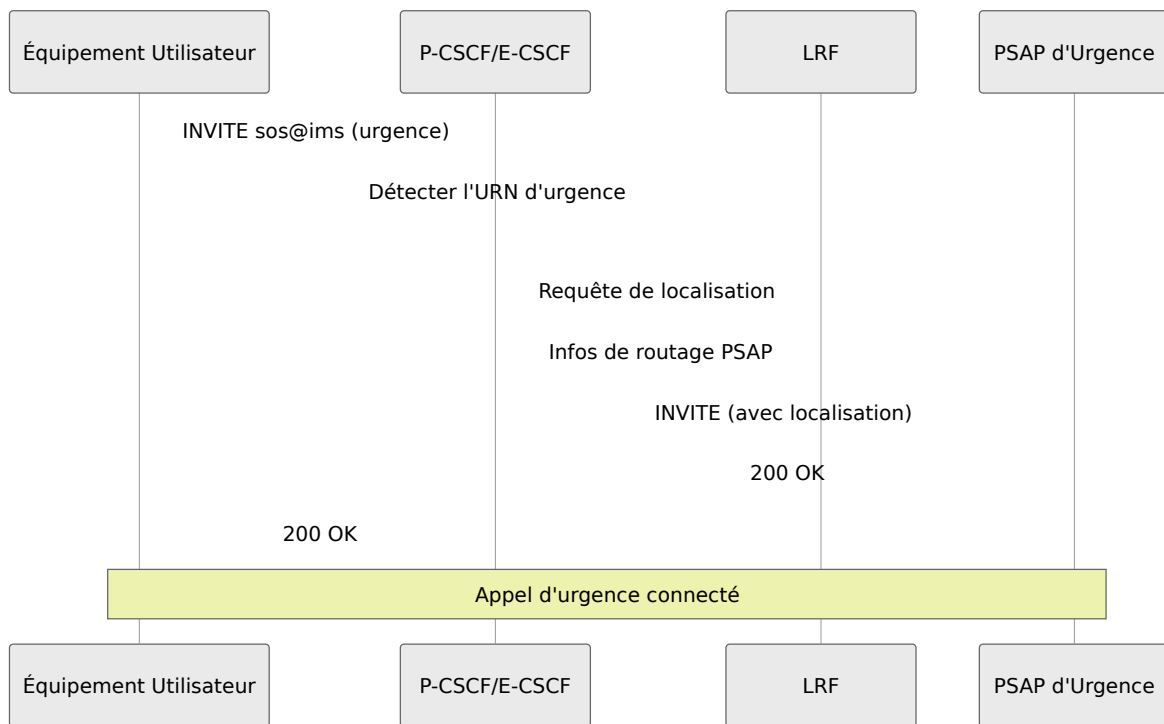 Équipement Utilisateur
P-CSCF/E-CSCF
LRF
PSAP d'Urgence
INVITE sos@ims (urgence)
Détecter l'URN d'urgence
Requête de localisation
Infos de routage PSAP
INVITE (avec localisation)
200 OK
200 OK
Appel d'urgence connecté
Équipement Utilisateur
P-CSCF/E-CSCF
LRF
PSAP d'Urgence